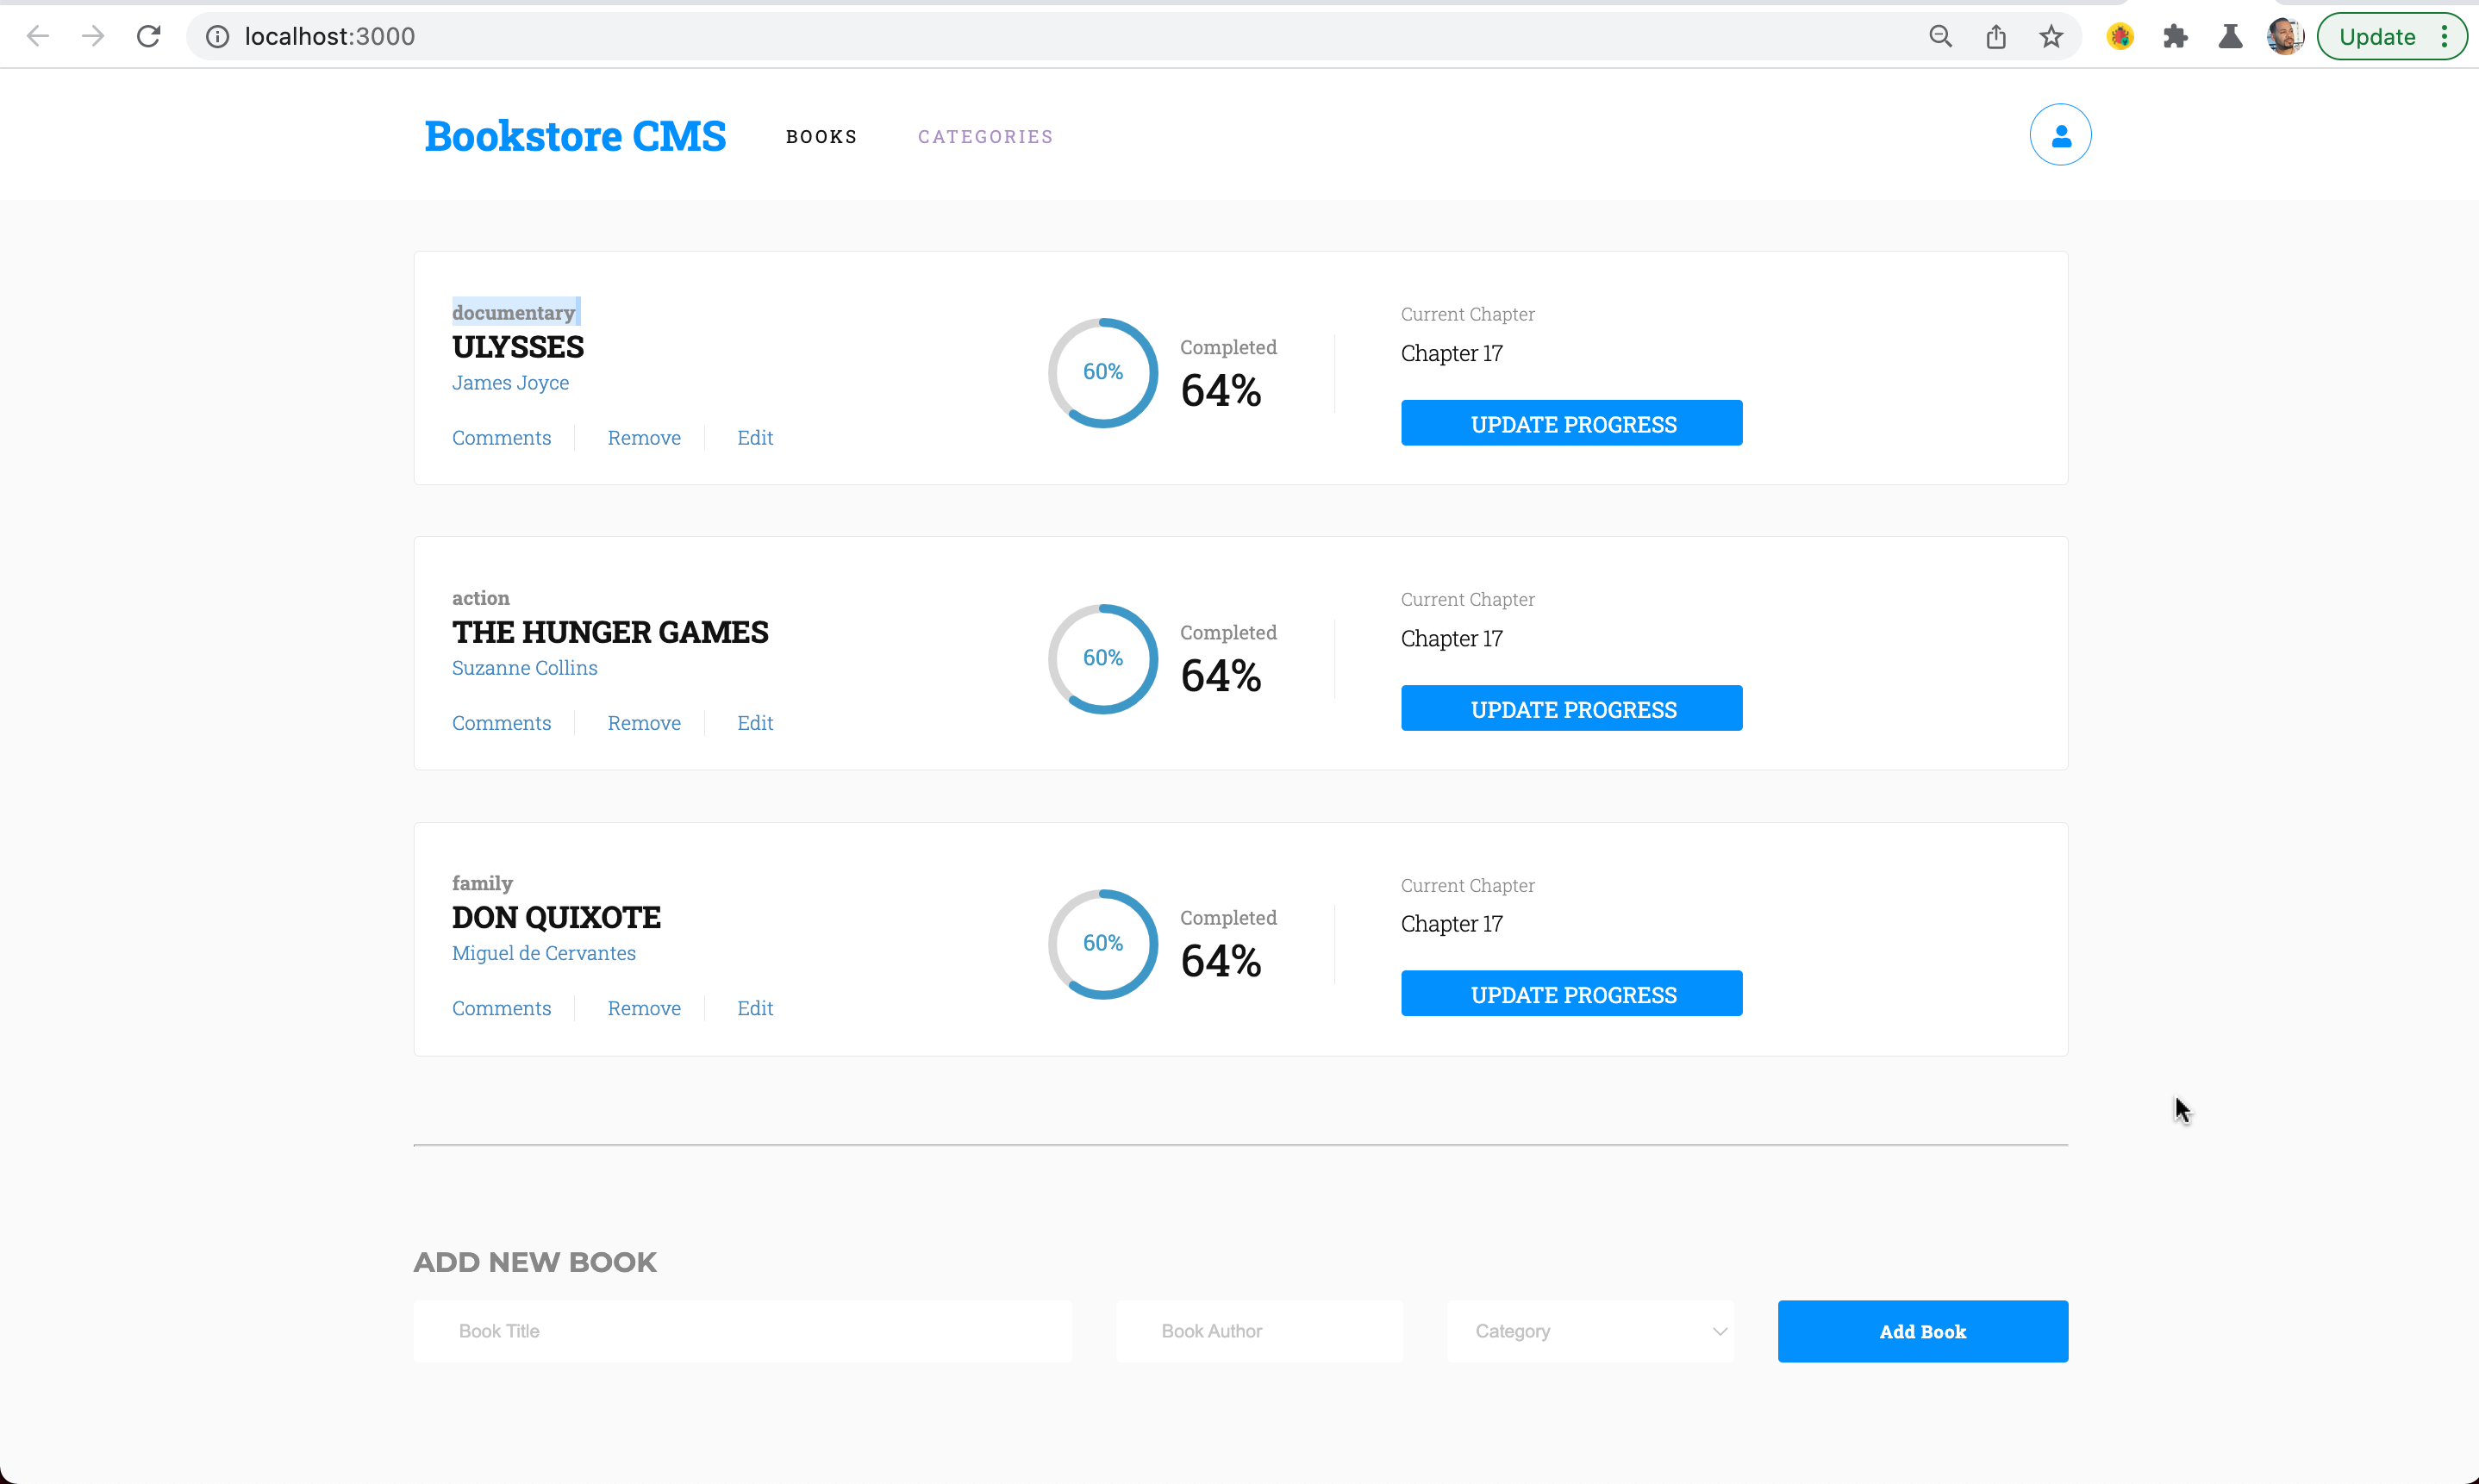 localhost:3000
Update
Bookstore CMS BOOKS CATEGORIES
documentary
ULYSSES
James Joyce
Comments Remove Edit
60%
Completed
64%
Current Chapter
Chapter 17
UPDATE PROGRESS
action
THE HUNGER GAMES
Suzanne Collins
Comments Remove Edit
60%
Completed
64%
Current Chapter
Chapter 17
UPDATE PROGRESS
family
DON QUIXOTE
Miguel de Cervantes
Comments Remove Edit
60%
Completed
64%
Current Chapter
Chapter 17
UPDATE PROGRESS
ADD NEW BOOK
Book Title Book Author Category Add Book